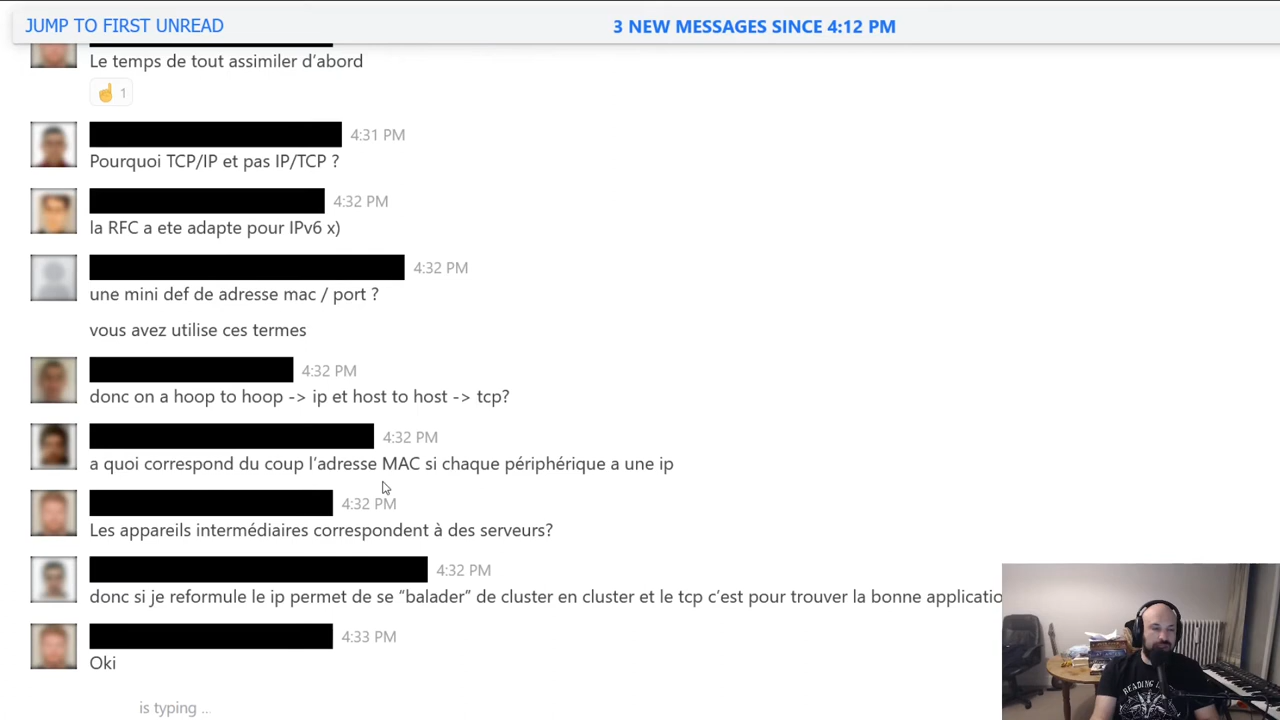 JUMP TO FIRST UNREAD
3 NEW MESSAGES SINCE 4:12 PM
Le temps de tout assimiler d’abord
1
4:31 PM
Pourquoi TCP/IP et pas IP/TCP ?
4:32 PM
la RFC a ete adapte pour IPv6 x)
4:32 PM
une mini def de adresse mac / port ?
vous avez utilise ces termes
4:32 PM
donc on a hoop to hoop -> ip et host to host -> tcp?
4:32 PM
a quoi correspond du coup l’adresse MAC si chaque périphérique a une ip
4:32 PM
Les appareils intermédiaires correspondent à des serveurs?
4:32 PM
donc si je reformule le ip permet de se “balader” de cluster en cluster et le tcp c’est pour trouver la bonne applicatio
4:33 PM
Oki
is typing ...
READING